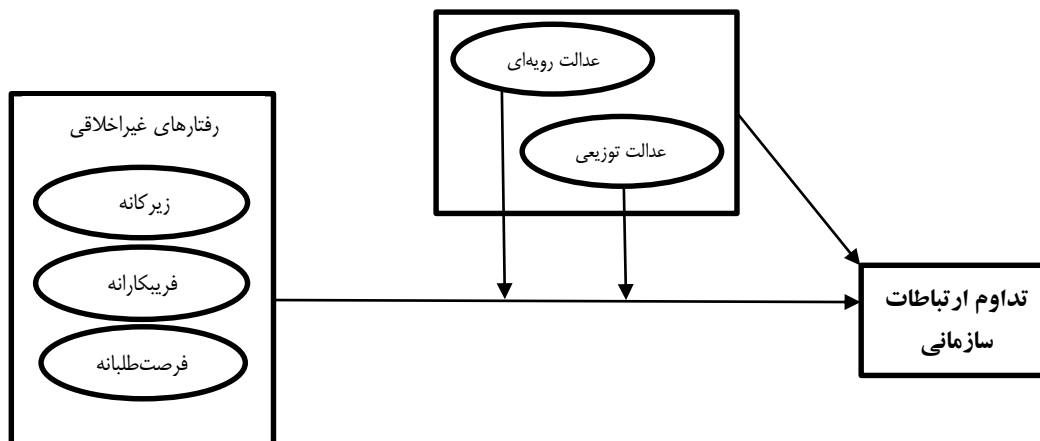 عدالت رویه‌ای
عدالت توزیعی
رفتارهای غیراخلاقی
زیرکانه
فریبکارانه
فرصت‌طلبانه
تداوم ارتباطات
سازمانی